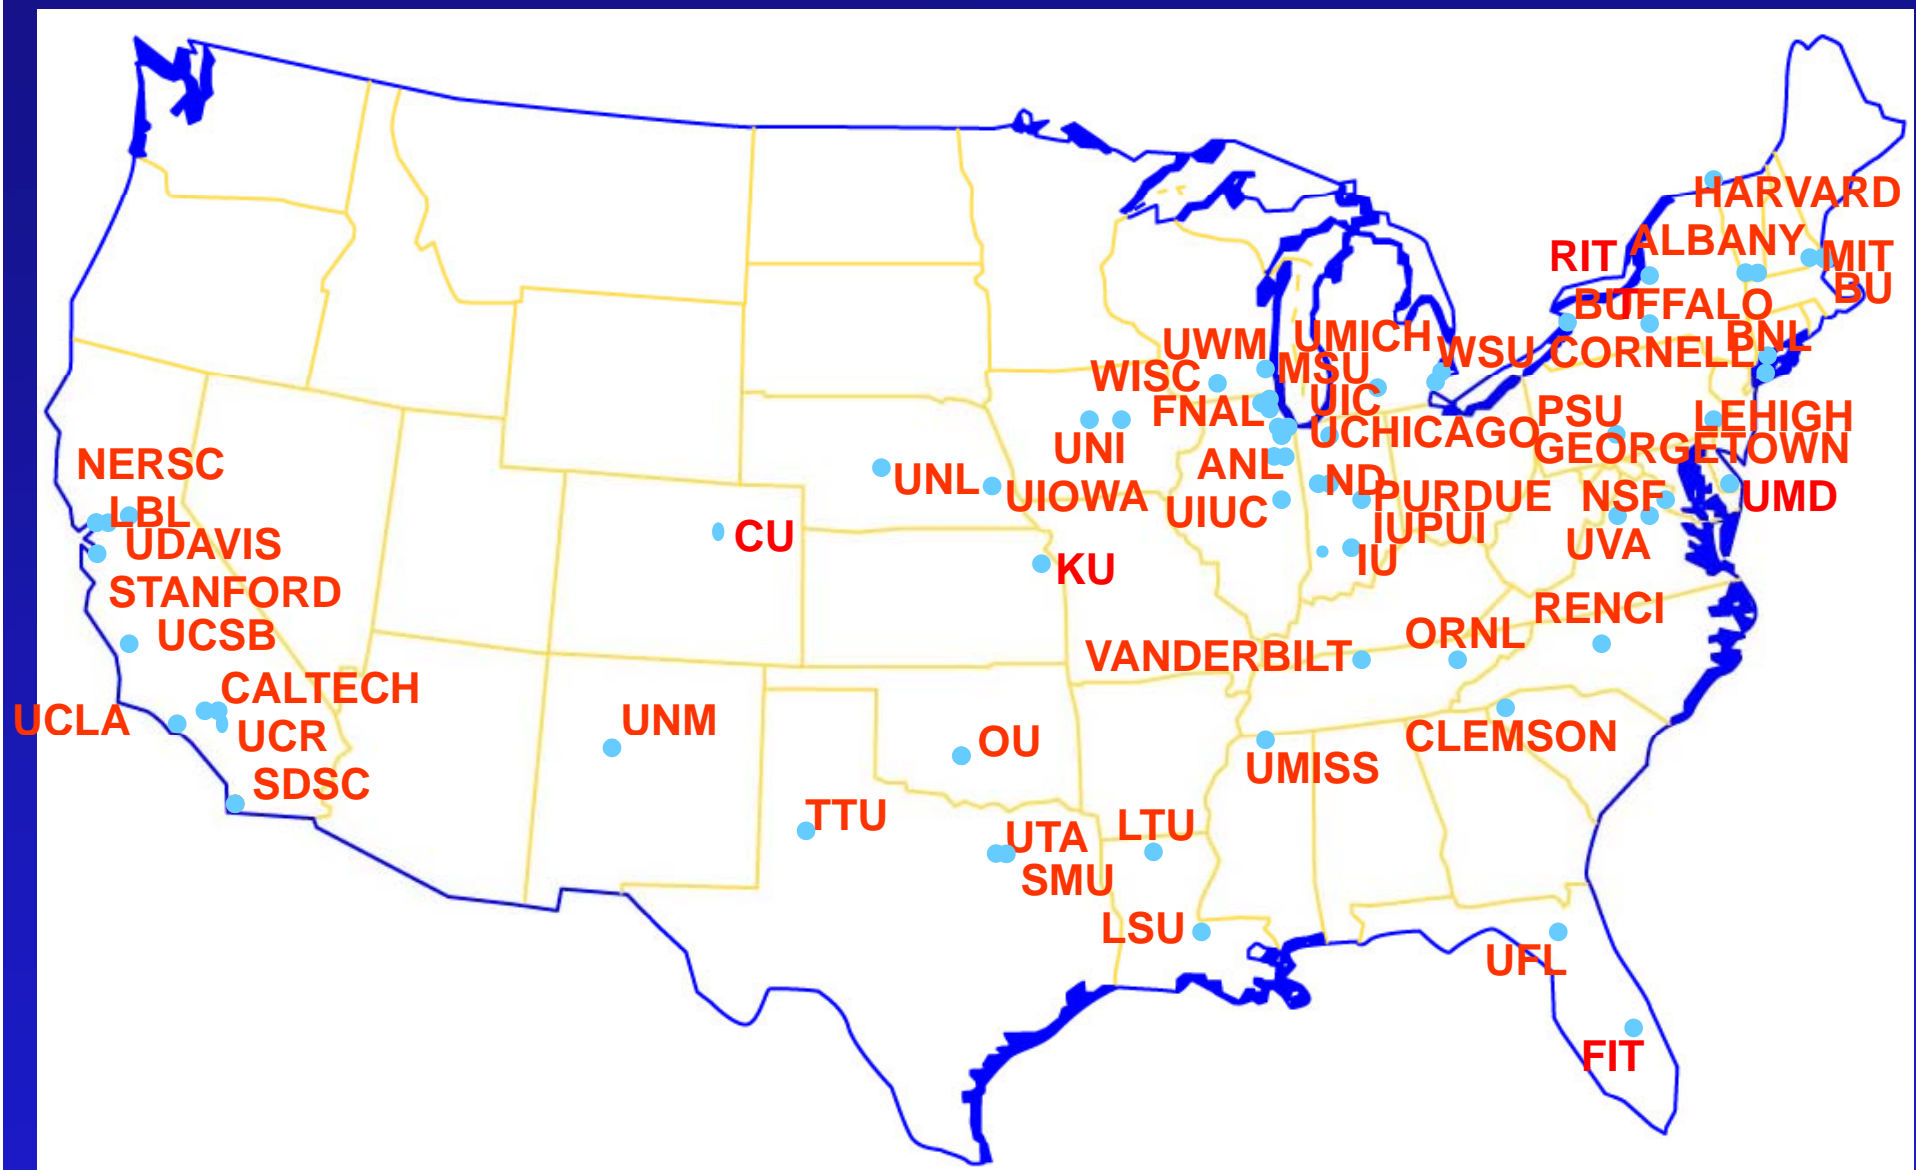 HARVARD
ALBANY
RIT
MIT
BU
BUFFALO
BNL
UMICH
UWM
WSU
CORNELL
MSU
WISC
UIC
FNAL
PSU
LEHIGH
UCHICAGO
GEORGETOWN
UNI
NERSC
ANL
UNL
ND
UIOWA
PURDUE
NSF
UMD
LBL
UIUC
IUPUI
UDAVIS
CU
UVA
IU
KU
STANFORD
RENCI
UCSB
ORNL
VANDERBILT
CALTECH
UCLA
UNM
UCR
OU
CLEMSON
UMISS
SDSC
TTU
LTU
UTA
SMU
LSU
UFL
FIT